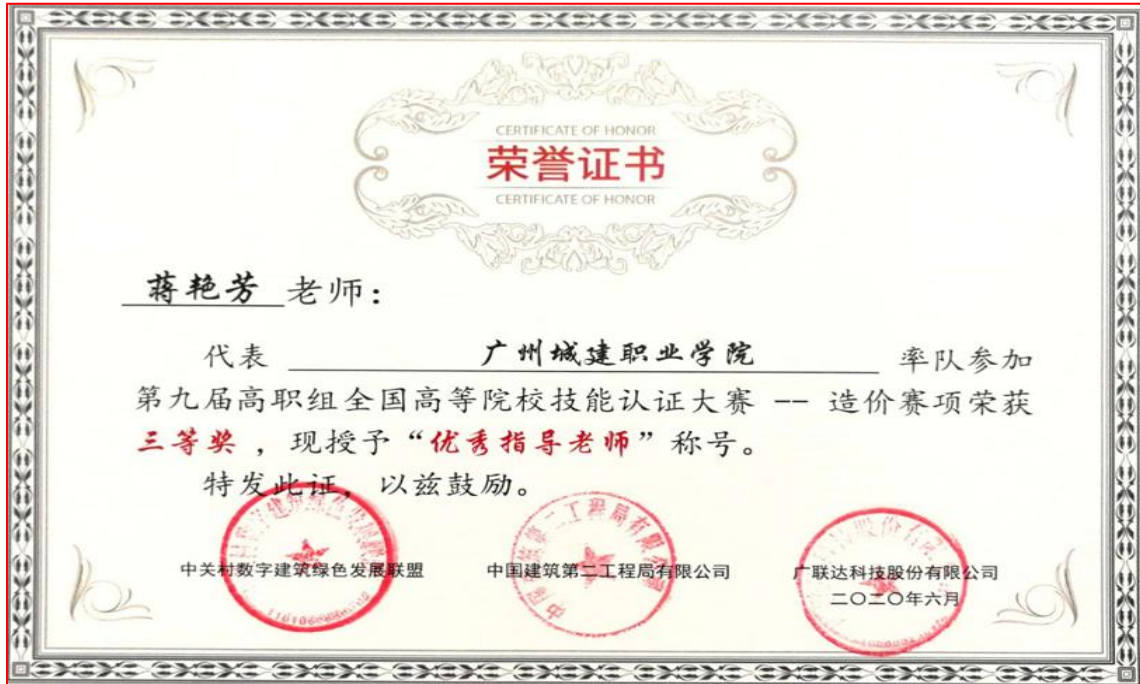 CERTIFICATE OF HONOR
荣誉证书
CERTIFICATE OF HONOR
蒋艳芳 老师：
代表 广州城建职业学院 率队参加
第九届高职组全国高等院校技能认证大赛 -- 造价赛项荣获
三等奖 ，现授予“优秀指导老师”称号。
特发此证，以兹鼓励。
中关村数字建筑绿色发展联盟
中国建筑第二工程局有限公司
广联达科技股份有限公司
二〇二〇年六月